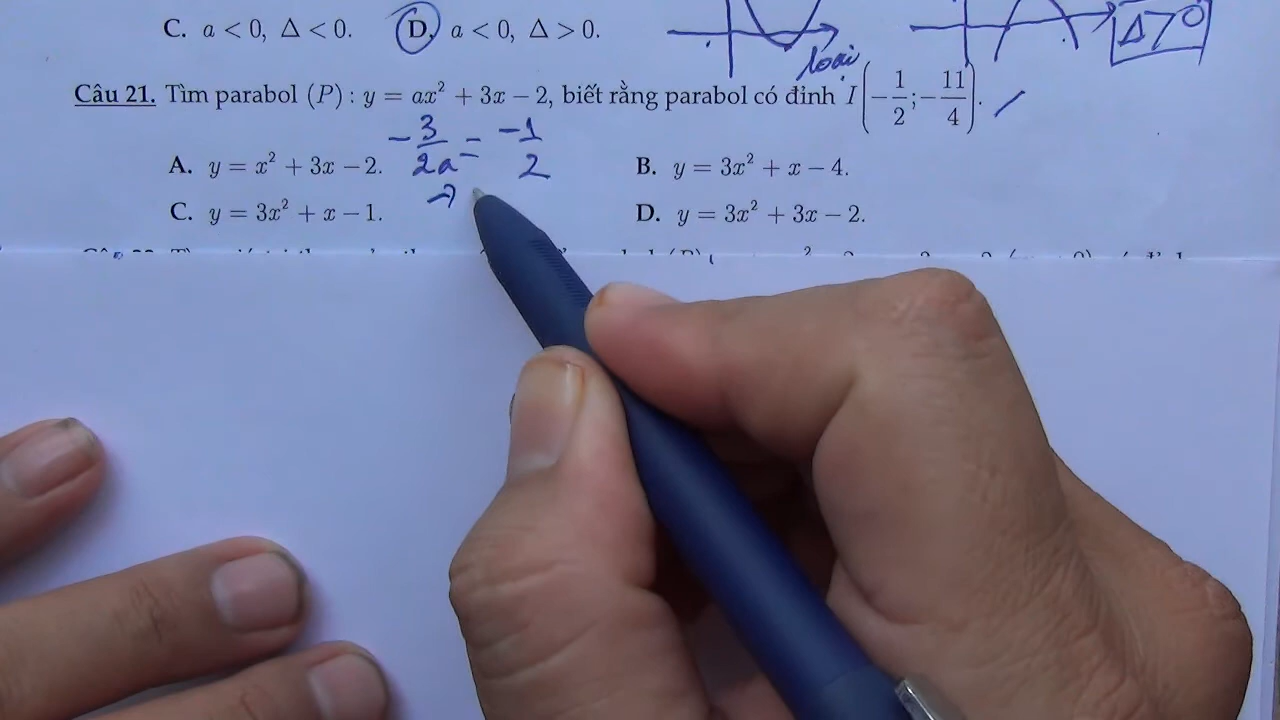 C. a < 0, Δ < 0. D. a < 0, Δ > 0.
loại
Δ>0
Câu 21. Tìm parabol (P) : y = ax² + 3x − 2, biết rằng parabol có đỉnh I(−1/2; −11/4).
−3/2a = −1/2
A. y = x² + 3x − 2. B. y = 3x² + x − 4.
→
C. y = 3x² + x − 1. D. y = 3x² + 3x − 2.